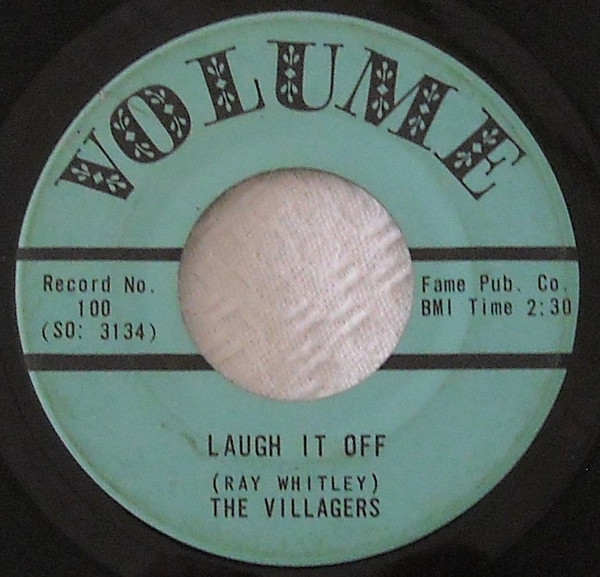 VOLUME
Record No.
100
(SO: 3134)
Fame Pub. Co.
BMI Time 2:30
LAUGH IT OFF
(RAY WHITLEY)
THE VILLAGERS